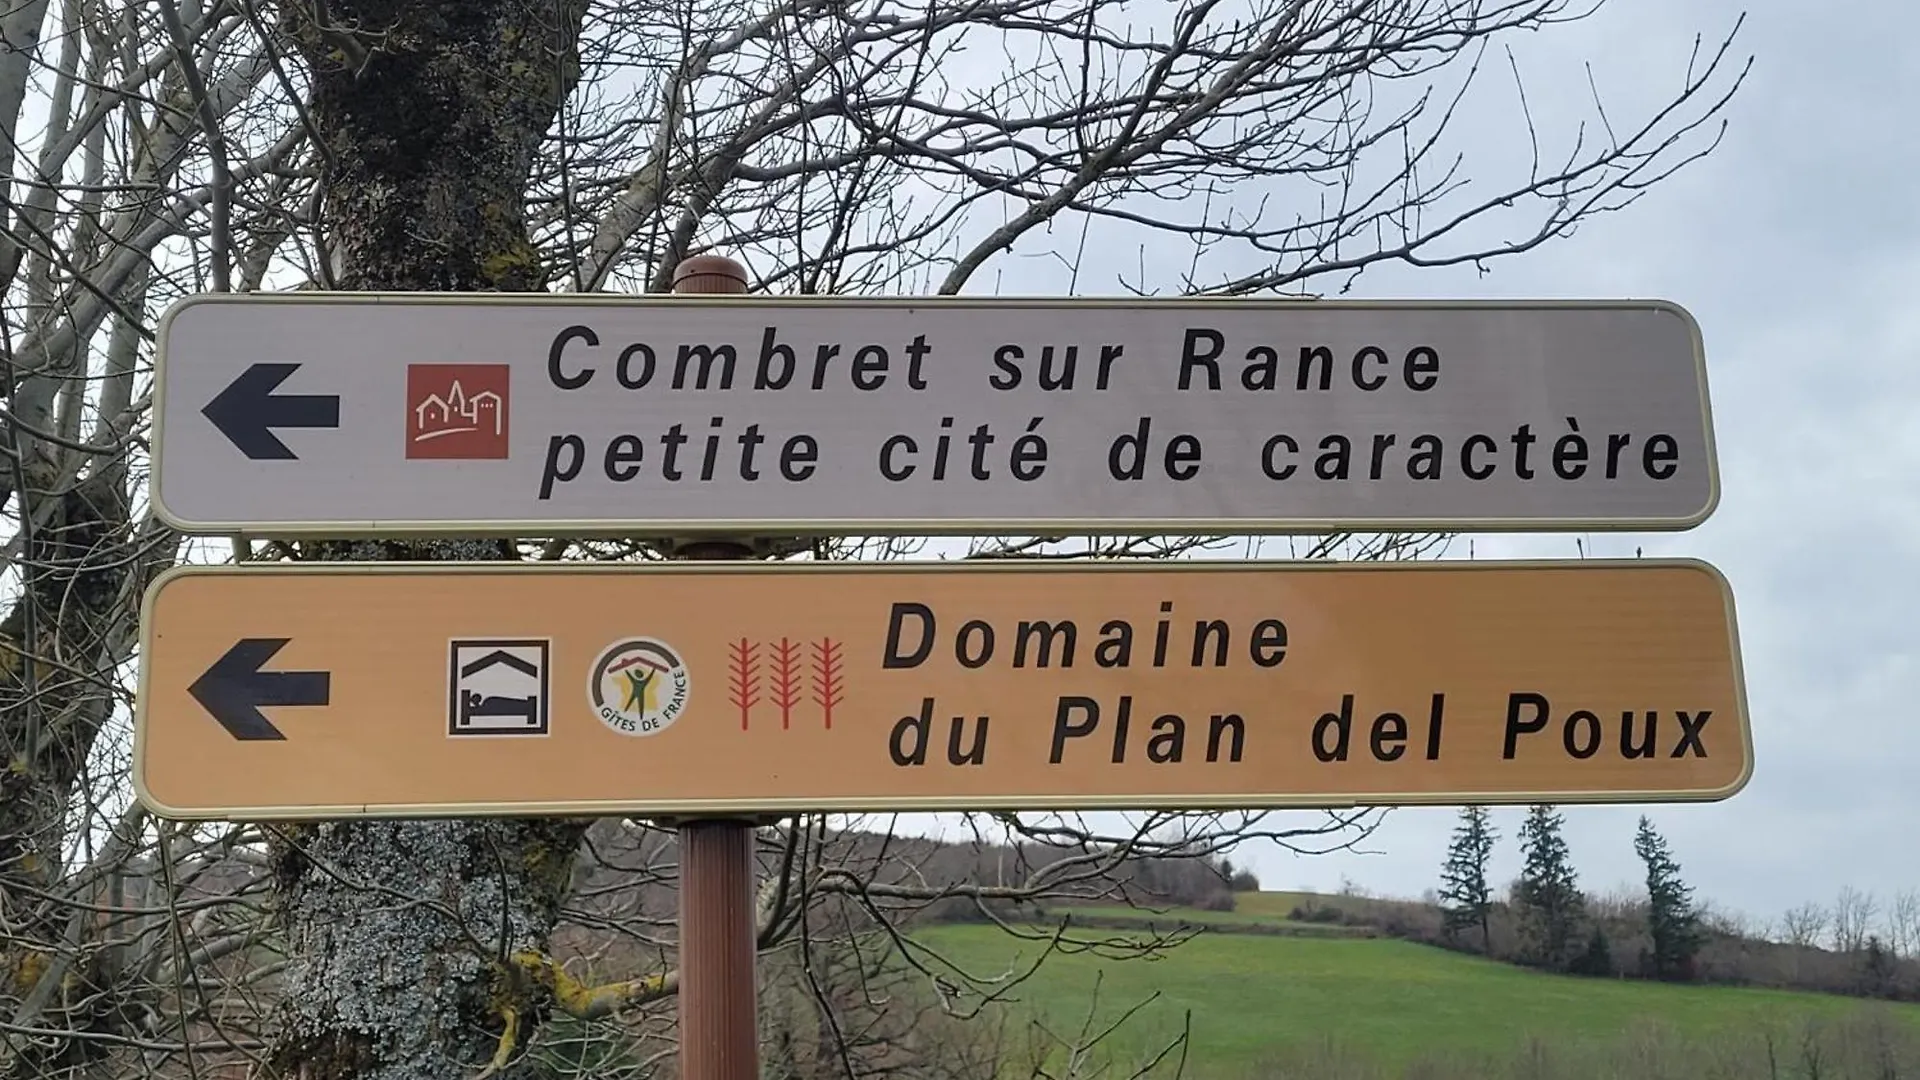 Combret sur Rance
petite cité de caractère
Domaine
du Plan del Poux
GÎTES DE FRANCE